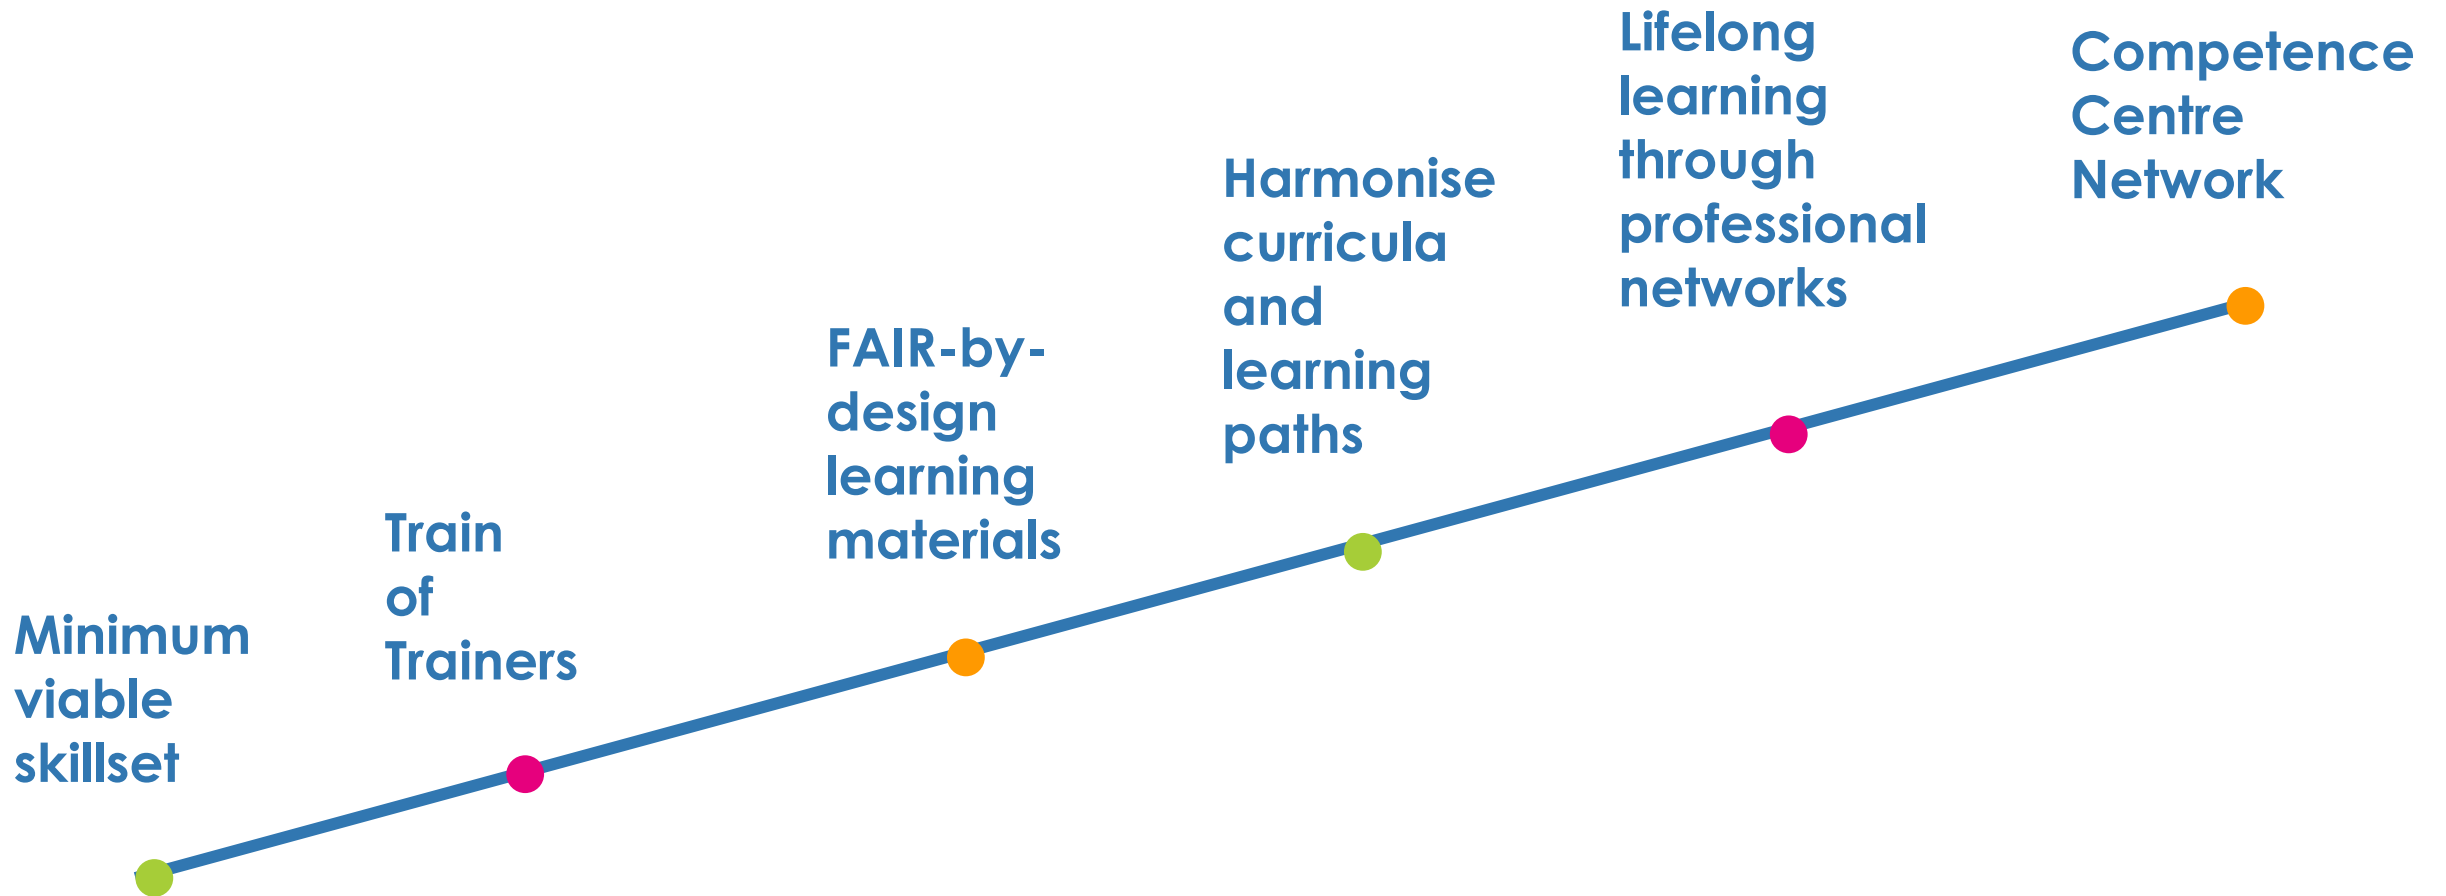 Minimum
viable
skillset
Train
of
Trainers
FAIR-by-
design
learning
materials
Harmonise
curricula
and
learning
paths
Lifelong
learning
through
professional
networks
Competence
Centre
Network